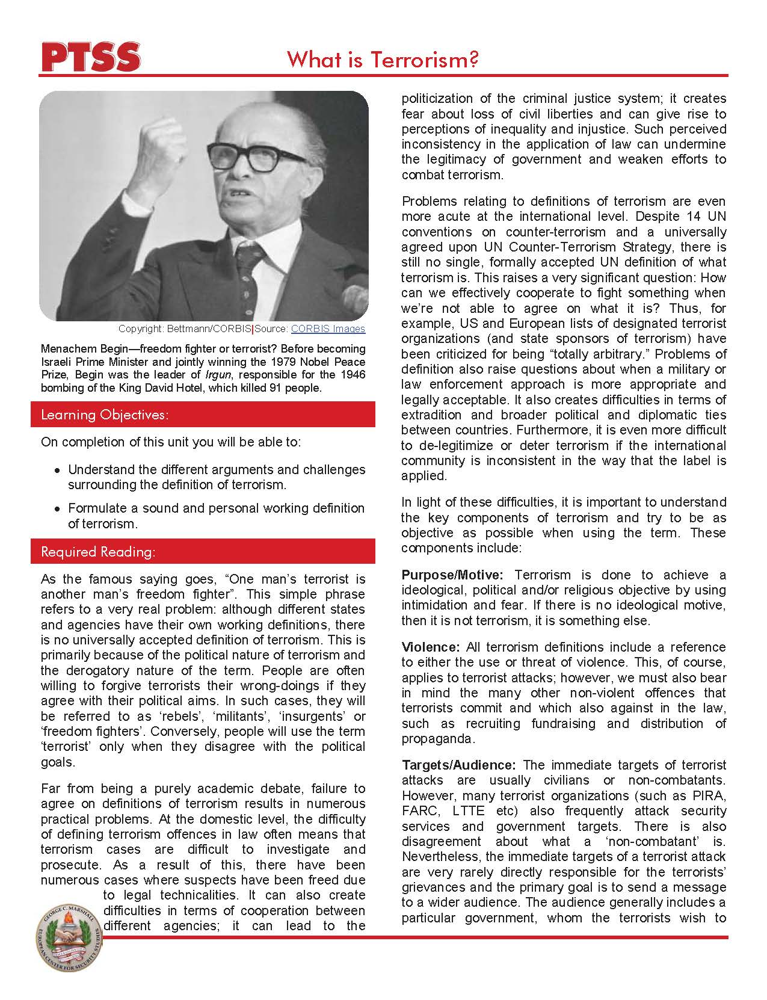 PTSS
What is Terrorism?
Copyright: Bettmann/CORBIS|Source: CORBIS Images
Menachem Begin—freedom fighter or terrorist? Before becoming
Israeli Prime Minister and jointly winning the 1979 Nobel Peace
Prize, Begin was the leader of Irgun, responsible for the 1946
bombing of the King David Hotel, which killed 91 people.
Learning Objectives:
On completion of this unit you will be able to:
• Understand the different arguments and challenges
surrounding the definition of terrorism.
• Formulate a sound and personal working definition
of terrorism.
Required Reading:
As the famous saying goes, “One man’s terrorist is
another man’s freedom fighter”. This simple phrase
refers to a very real problem: although different states
and agencies have their own working definitions, there
is no universally accepted definition of terrorism. This is
primarily because of the political nature of terrorism and
the derogatory nature of the term. People are often
willing to forgive terrorists their wrong-doings if they
agree with their political aims. In such cases, they will
be referred to as ‘rebels’, ‘militants’, ‘insurgents’ or
‘freedom fighters’. Conversely, people will use the term
‘terrorist’ only when they disagree with the political
goals.
Far from being a purely academic debate, failure to
agree on definitions of terrorism results in numerous
practical problems. At the domestic level, the difficulty
of defining terrorism offences in law often means that
terrorism cases are difficult to investigate and
prosecute. As a result of this, there have been
numerous cases where suspects have been freed due
to legal technicalities. It can also create
difficulties in terms of cooperation between
different agencies; it can lead to the
politicization of the criminal justice system; it creates
fear about loss of civil liberties and can give rise to
perceptions of inequality and injustice. Such perceived
inconsistency in the application of law can undermine
the legitimacy of government and weaken efforts to
combat terrorism.
Problems relating to definitions of terrorism are even
more acute at the international level. Despite 14 UN
conventions on counter-terrorism and a universally
agreed upon UN Counter-Terrorism Strategy, there is
still no single, formally accepted UN definition of what
terrorism is. This raises a very significant question: How
can we effectively cooperate to fight something when
we’re not able to agree on what it is? Thus, for
example, US and European lists of designated terrorist
organizations (and state sponsors of terrorism) have
been criticized for being “totally arbitrary.” Problems of
definition also raise questions about when a military or
law enforcement approach is more appropriate and
legally acceptable. It also creates difficulties in terms of
extradition and broader political and diplomatic ties
between countries. Furthermore, it is even more difficult
to de-legitimize or deter terrorism if the international
community is inconsistent in the way that the label is
applied.
In light of these difficulties, it is important to understand
the key components of terrorism and try to be as
objective as possible when using the term. These
components include:
Purpose/Motive: Terrorism is done to achieve a
ideological, political and/or religious objective by using
intimidation and fear. If there is no ideological motive,
then it is not terrorism, it is something else.
Violence: All terrorism definitions include a reference
to either the use or threat of violence. This, of course,
applies to terrorist attacks; however, we must also bear
in mind the many other non-violent offences that
terrorists commit and which also against in the law,
such as recruiting fundraising and distribution of
propaganda.
Targets/Audience: The immediate targets of terrorist
attacks are usually civilians or non-combatants.
However, many terrorist organizations (such as PIRA,
FARC, LTTE etc) also frequently attack security
services and government targets. There is also
disagreement about what a ‘non-combatant’ is.
Nevertheless, the immediate targets of a terrorist attack
are very rarely directly responsible for the terrorists’
grievances and the primary goal is to send a message
to a wider audience. The audience generally includes a
particular government, whom the terrorists wish to
GEORGE C. MARSHALL
EUROPEAN CENTER FOR SECURITY STUDIES